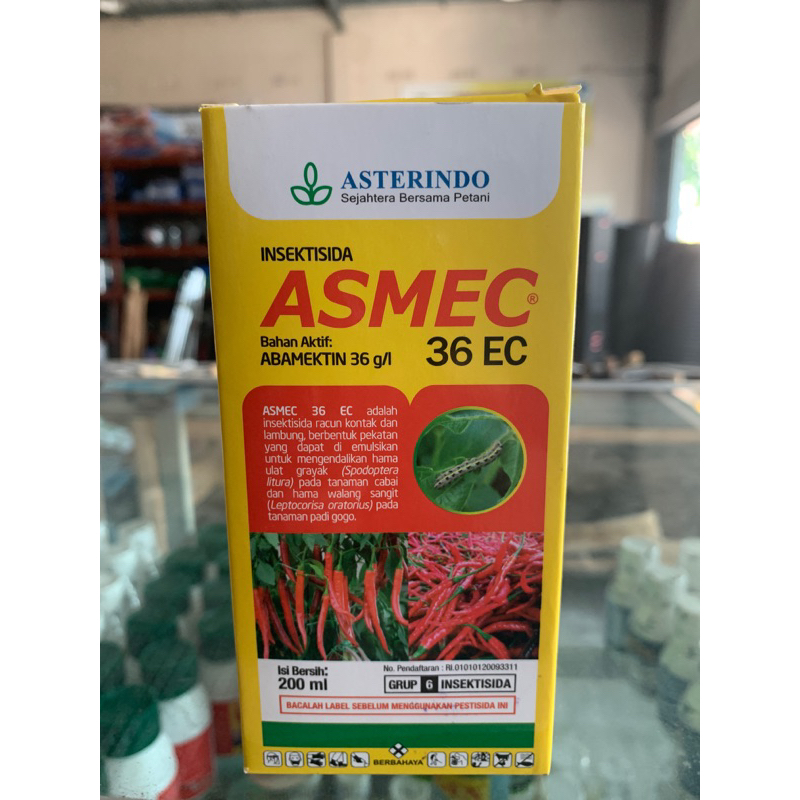 ASTERINDO
Sejahtera Bersama Petani
INSEKTISIDA
ASMEC®
Bahan Aktif:
ABAMEKTIN 36 g/l
36 EC
ASMEC 36 EC adalah
insektisida racun kontak dan
lambung, berbentuk pekatan
yang dapat di emulsikan
untuk mengendalikan hama
ulat grayak (Spodoptera
litura) pada tanaman cabai
dan hama walang sangit
(Leptocorisa oratorius) pada
tanaman padi gogo.
Isi Bersih:
200 ml
No. Pendaftaran : RI.01010120093311
GRUP 6 INSEKTISIDA
BACALAH LABEL SEBELUM MENGGUNAKAN PESTISIDA INI
BERBAHAYA